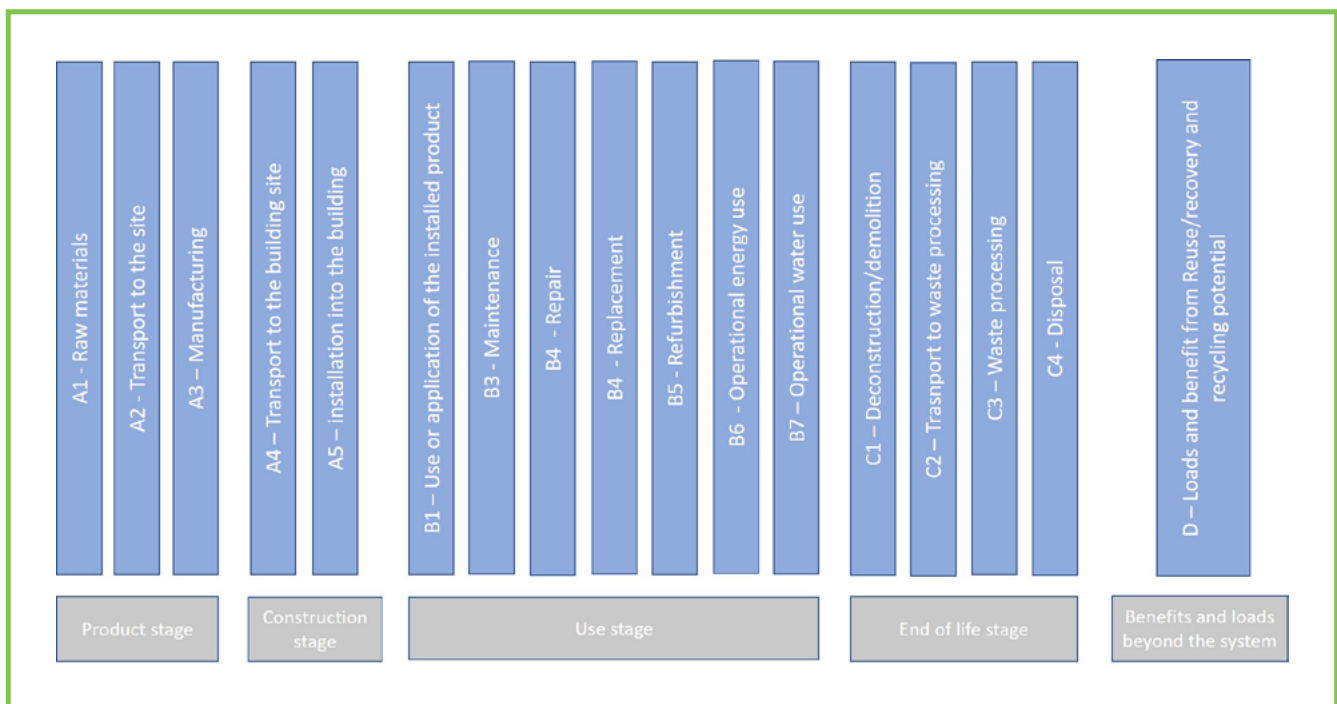 A1 - Raw materials
A2 - Transport to the site
A3 – Manufacturing
A4 – Transport to the building site
A5 – installation into the building
B1 – Use or application of the installed product
B3 - Maintenance
B4 - Repair
B4 - Replacement
B5 - Refurbishment
B6 - Operational energy use
B7 – Operational water use
C1 – Deconstruction/demolition
C2 – Trasnport to waste processing
C3 – Waste processing
C4 - Disposal
D – Loads and benefit from Reuse/recovery and
recycling potential
Product stage
Construction
stage
Use stage
End of life stage
Benefits and loads
beyond the system